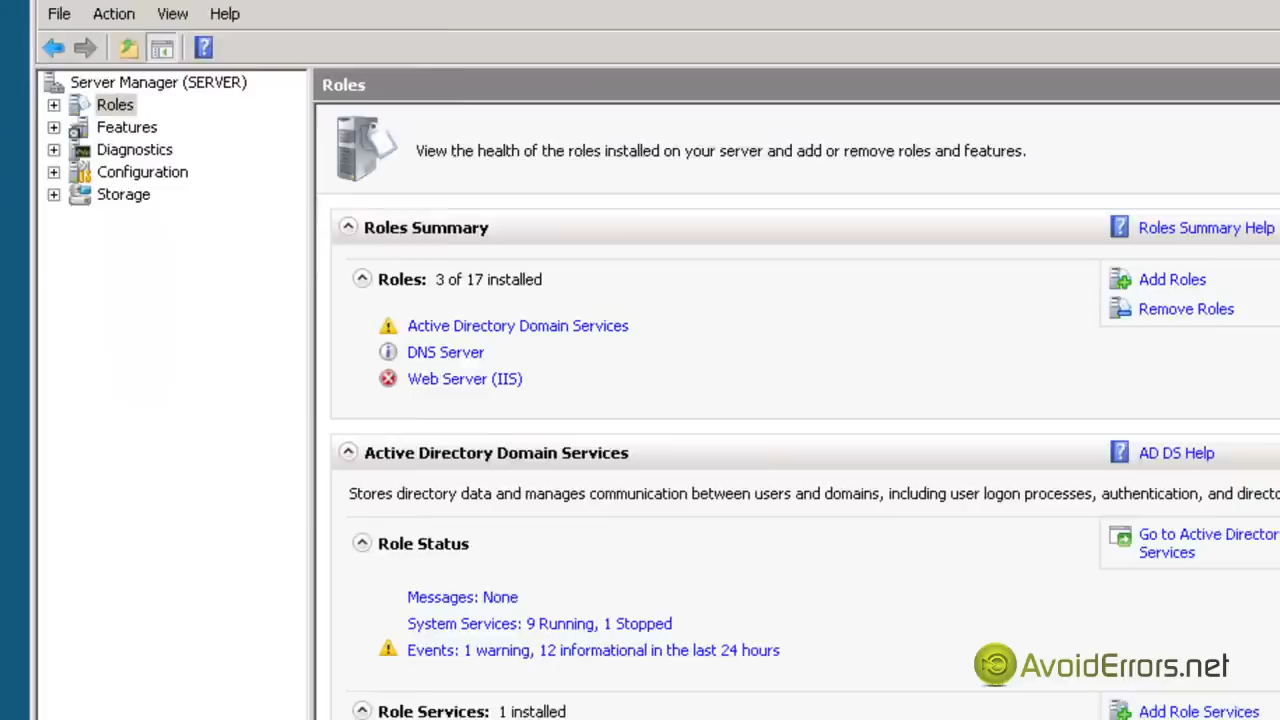 File Action View Help
Server Manager (SERVER)
Roles
Features
Diagnostics
Configuration
Storage
Roles
View the health of the roles installed on your server and add or remove roles and features.
Roles Summary
Roles Summary Help
Roles: 3 of 17 installed
Add Roles
Remove Roles
Active Directory Domain Services
DNS Server
Web Server (IIS)
Active Directory Domain Services
AD DS Help
Stores directory data and manages communication between users and domains, including user logon processes, authentication, and directo
Role Status
Go to Active Director
Services
Messages: None
System Services: 9 Running, 1 Stopped
Events: 1 warning, 12 informational in the last 24 hours
AvoidErrors.net
Role Services: 1 installed
Add Role Services